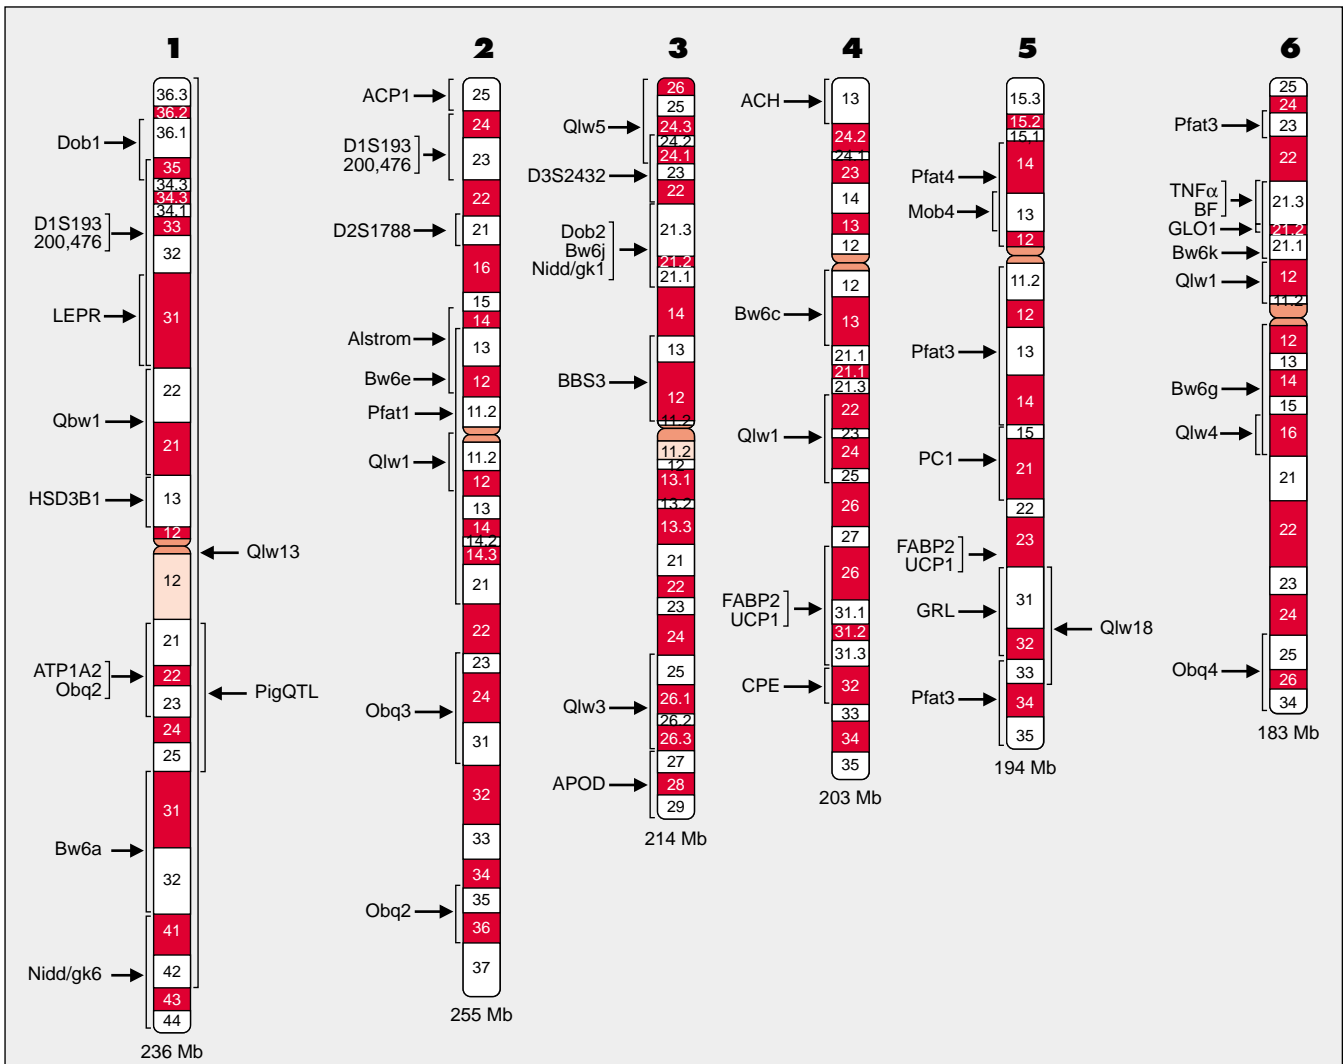 1
36.3
36.2
36.1
35
34.3
34.3
34.1
33
32
31
22
21
13
12
12
21
22
23
24
25
31
32
41
42
43
44
236 Mb
Dob1
D1S193
200,476
LEPR
Qbw1
HSD3B1
ATP1A2
Obq2
Bw6a
Nidd/gk6
Qlw13
PigQTL
2
25
24
23
22
21
16
15
14
13
12
11.2
11.2
12
13
14
14.2
14.3
21
22
23
24
31
32
33
34
35
36
37
255 Mb
ACP1
D1S193
200,476
D2S1788
Alstrom
Bw6e
Pfat1
Qlw1
Obq3
Obq2
3
26
25
24.3
24.2
24.1
23
22
21.3
21.2
21.1
14
13
12
11.2
11.2
12
13.1
13.2
13.3
21
22
23
24
25
26.1
26.2
26.3
27
28
29
214 Mb
Qlw5
D3S2432
Dob2
Bw6j
Nidd/gk1
BBS3
Qlw3
APOD
4
13
24.2
24.1
23
14
13
12
12
13
21.1
21.1
21.3
22
23
24
25
26
27
26
31.1
31.2
31.3
32
33
34
35
203 Mb
ACH
Bw6c
Qlw1
FABP2
UCP1
CPE
5
15.3
15.2
15.1
14
13
12
11.2
12
13
14
15
21
22
23
31
32
33
34
35
194 Mb
Pfat4
Mob4
Pfat3
PC1
FABP2
UCP1
GRL
Pfat3
Qlw18
6
25
24
23
22
21.3
21.2
21.1
12
11.2
12
13
14
15
16
21
22
23
24
25
26
34
183 Mb
Pfat3
TNFα
BF
GLO1
Bw6k
Qlw1
Bw6g
Qlw4
Obq4